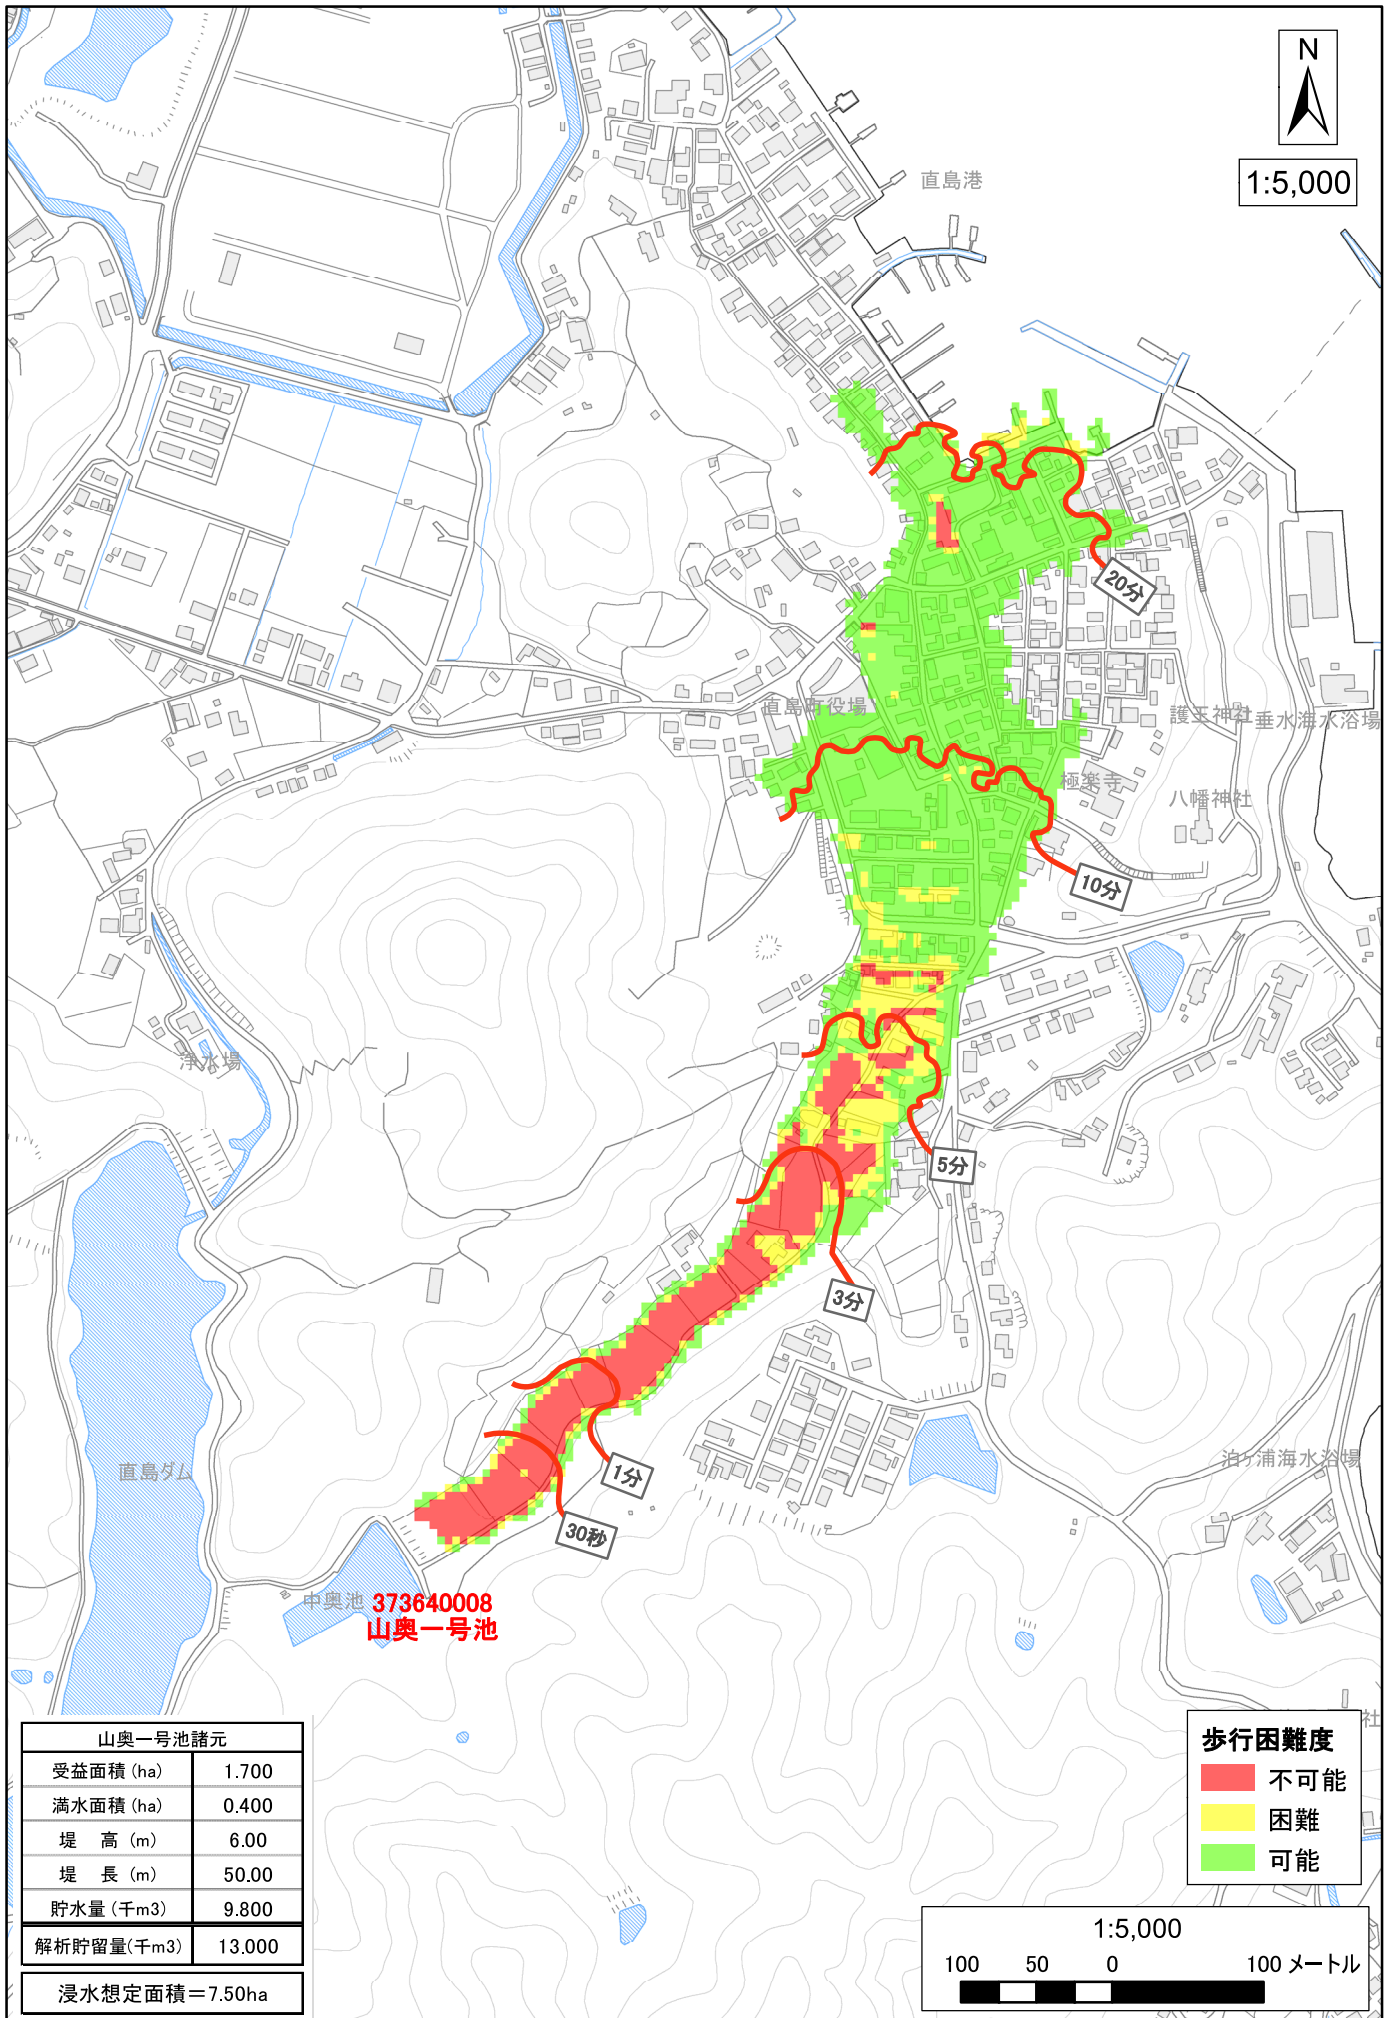 N
1:5,000
直島港
20分
直島町役場
護王神社
垂水海水浴場
極楽寺
八幡神社
10分
浄水場
5分
3分
直島ダム
1分
泊ヶ浦海水浴場
30秒
中奥池
373640008
山奥一号池
社
山奥一号池諸元
受益面積(ha) 1.700
満水面積(ha) 0.400
堤 高(m) 6.00
堤 長(m) 50.00
貯水量(千m3) 9.800
解析貯留量(千m3) 13.000
浸水想定面積=7.50ha
歩行困難度
不可能
困難
可能
1:5,000
100 50 0 100 メートル